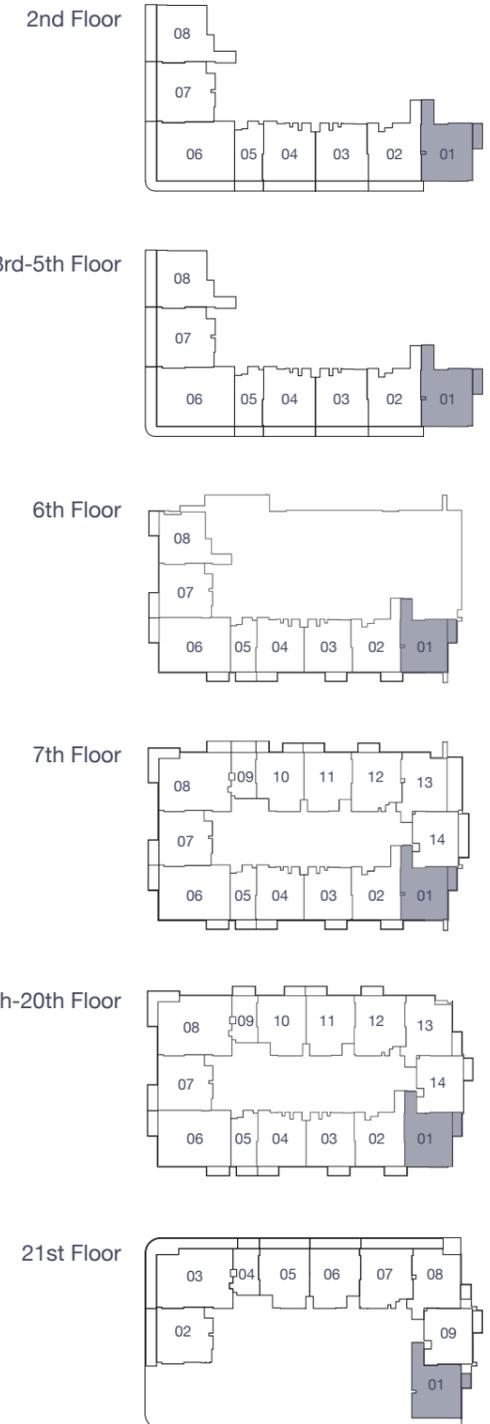 2nd Floor
08
07
06 05 04 03 02 01
3rd-5th Floor
08
07
06 05 04 03 02 01
6th Floor
08
07
06 05 04 03 02 01
7th Floor
08 09 10 11 12 13
07 14
06 05 04 03 02 01
h-20th Floor
08 09 10 11 12 13
07 14
06 05 04 03 02 01
21st Floor
03 04 05 06 07 08
02 09
01